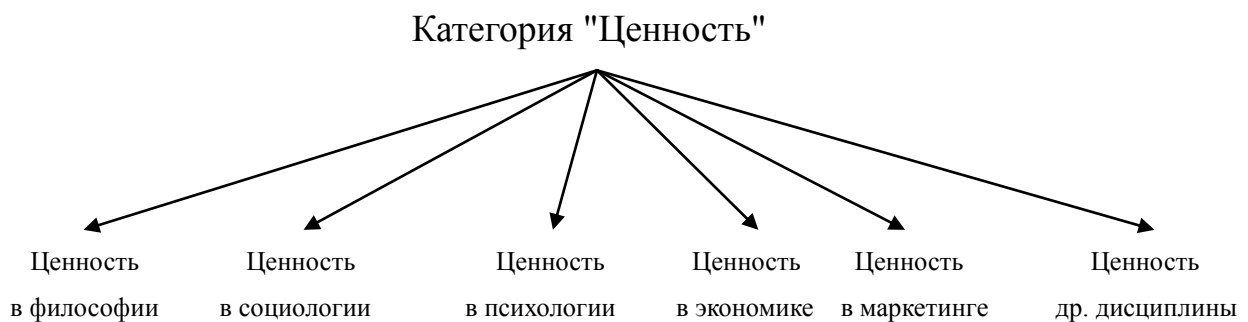 Категория "Ценность"
Ценность Ценность Ценность Ценность Ценность Ценность
в философии в социологии в психологии в экономике в маркетинге др. дисциплины